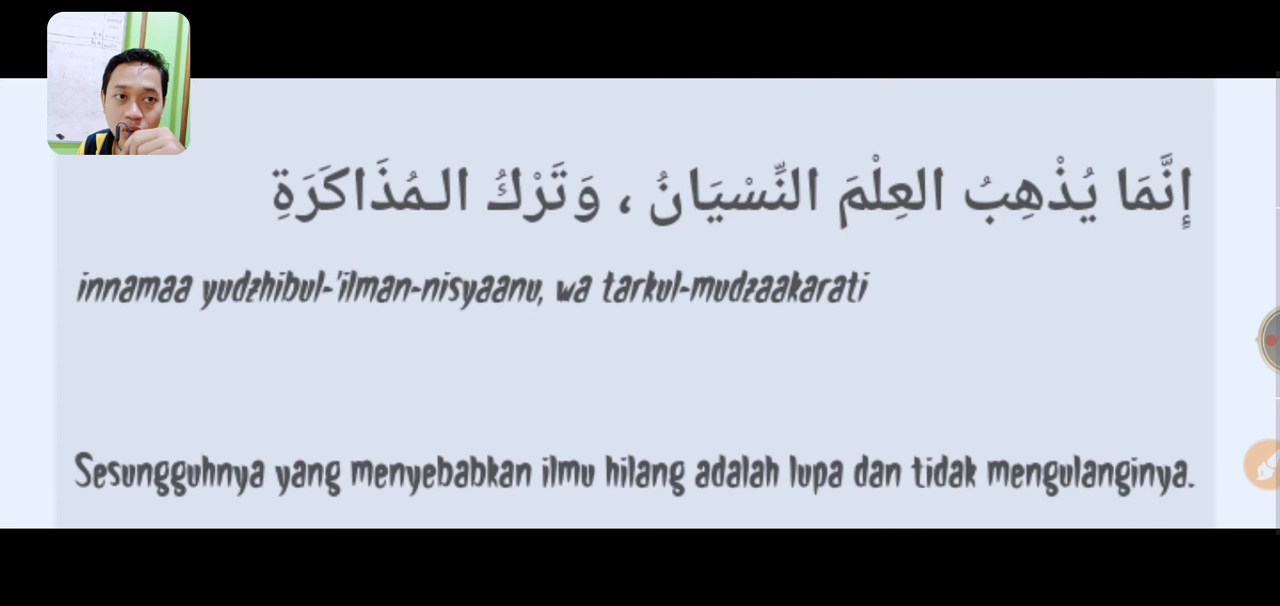 إِنَّمَا يُذْهِبُ العِلْمَ النِّسْيَانُ ، وَتَرْكُ الـمُذَاكَرَةِ
innamaa yudzhibul-'ilman-nisyaanu, wa tarkul-mudzaakarati
Sesungguhnya yang menyebabkan ilmu hilang adalah lupa dan tidak mengulanginya.